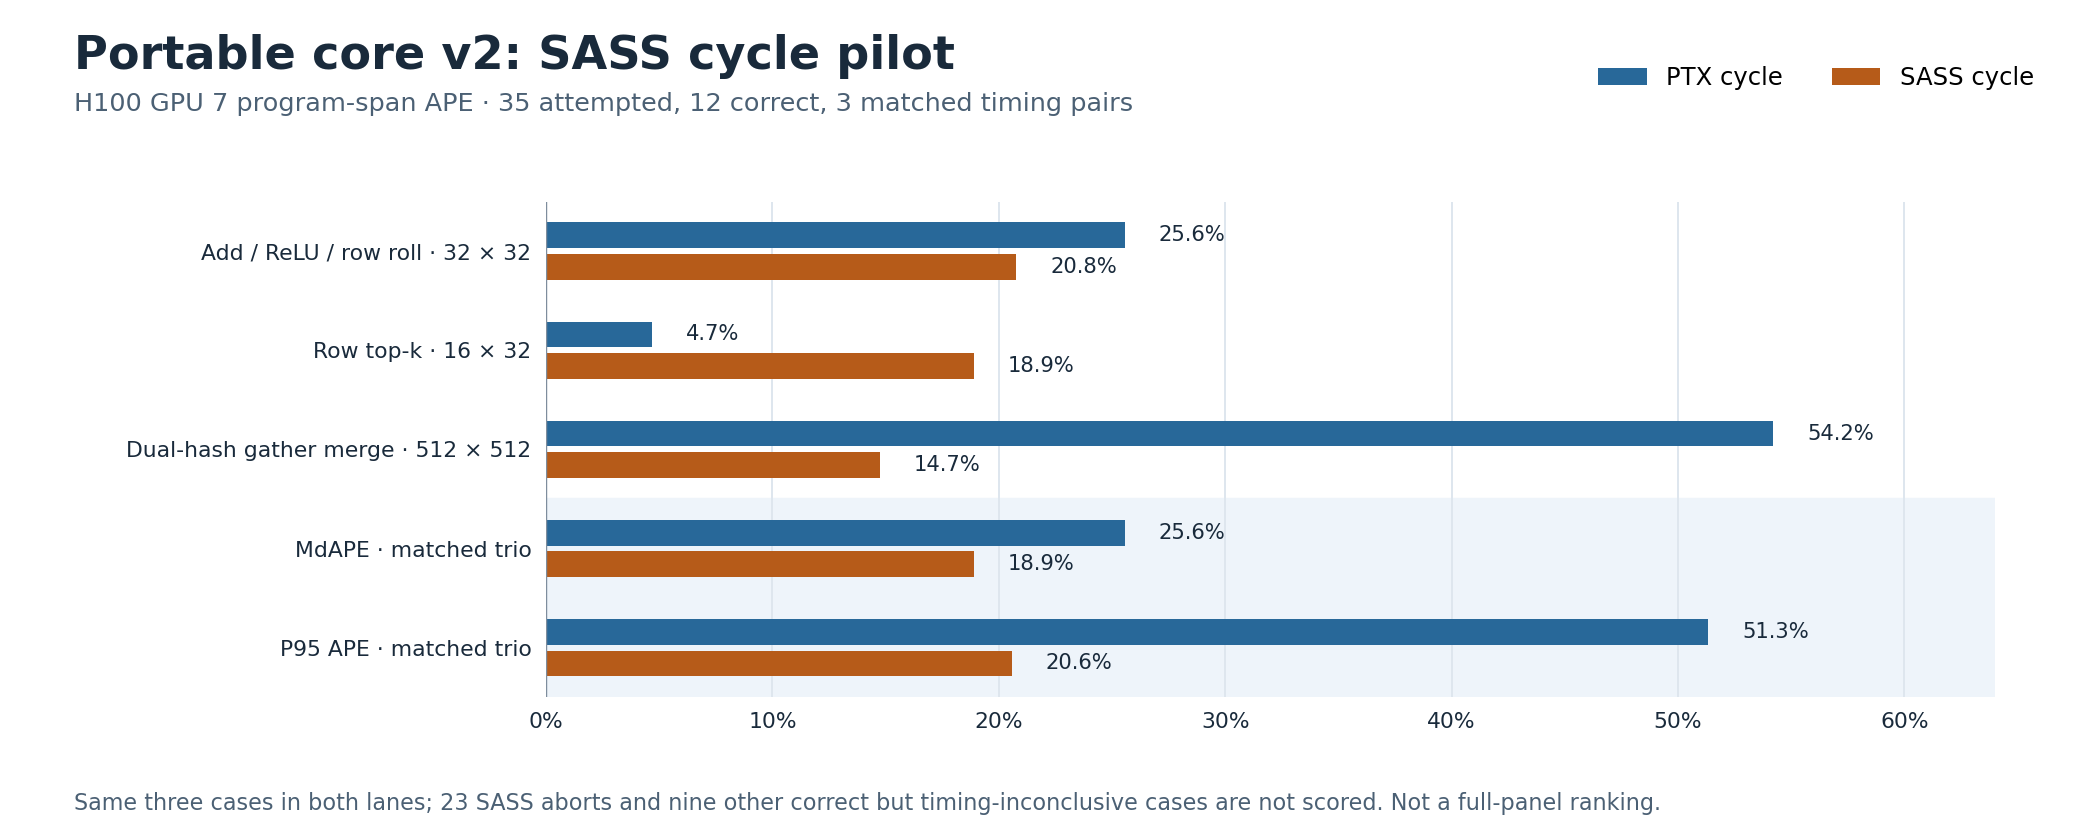 Portable core v2: SASS cycle pilot
H100 GPU 7 program-span APE · 35 attempted, 12 correct, 3 matched timing pairs
PTX cycle
SASS cycle
Add / ReLU / row roll · 32 × 32
25.6%
20.8%
Row top-k · 16 × 32
4.7%
18.9%
Dual-hash gather merge · 512 × 512
54.2%
14.7%
MdAPE · matched trio
25.6%
18.9%
P95 APE · matched trio
51.3%
20.6%
0% 10% 20% 30% 40% 50% 60%
Same three cases in both lanes; 23 SASS aborts and nine other correct but timing-inconclusive cases are not scored. Not a full-panel ranking.